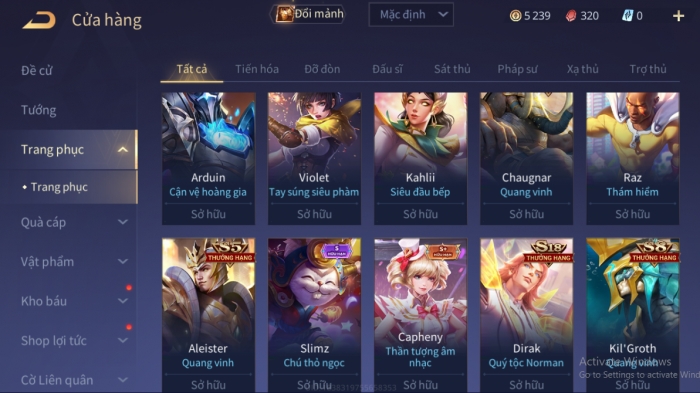 Cửa hàng
Đổi mảnh
Mặc định
5 239
320
0
Đề cử
Tướng
Trang phục
Trang phục
Quà cáp
Vật phẩm
Kho báu
Shop lợi tức
Cờ Liên quân
Tất cả Tiến hóa Đỡ đòn Đấu sĩ Sát thủ Pháp sư Xạ thủ Trợ thủ
Arduin
Cận vệ hoàng gia
Sở hữu
Violet
Tay súng siêu phàm
Sở hữu
Kahlii
Siêu đầu bếp
Sở hữu
Chaugnar
Quang vinh
Sở hữu
Raz
Thám hiểm
Sở hữu
S5
THƯỞNG HẠNG
Aleister
Quang vinh
Sở hữu
S
HỮU HẠN
Slimz
Chú thỏ ngọc
Sở hữu
S+
HỮU HẠN
Capheny
Thần tượng âm
nhạc
Sở hữu
S18
THƯỞNG HẠNG
Dirak
Quý tộc Norman
Sở hữu
S8
THƯỞNG HẠNG
Kil'Groth
Quang vinh
Sở hữu
Activate Windows
Go to Settings to activate Wind